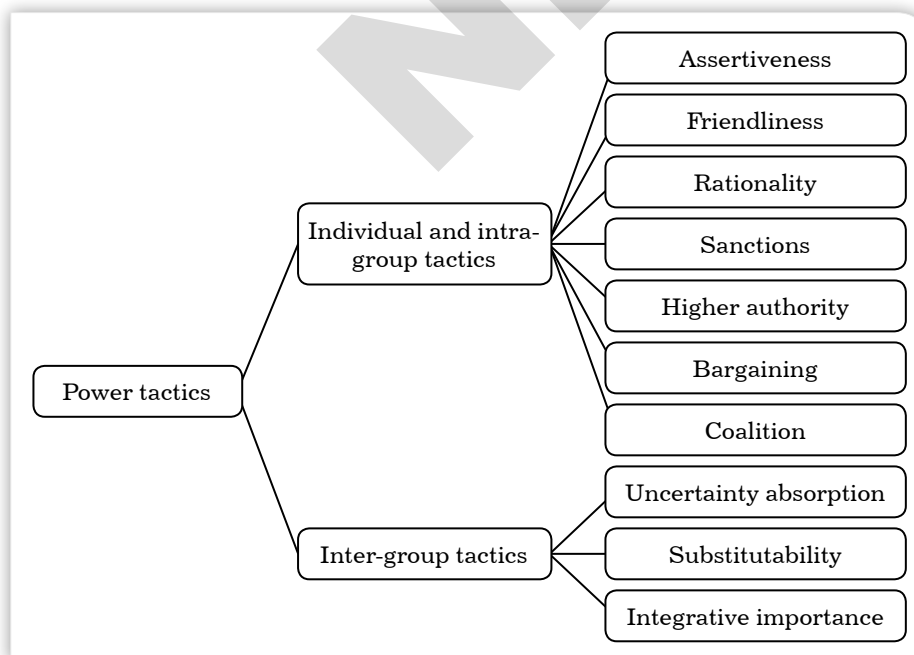 Assertiveness
Friendliness
Rationality
Individual and intra-
group tactics
Sanctions
Higher authority
Power tactics
Bargaining
Coalition
Uncertainty absorption
Inter-group tactics
Substitutability
Integrative importance